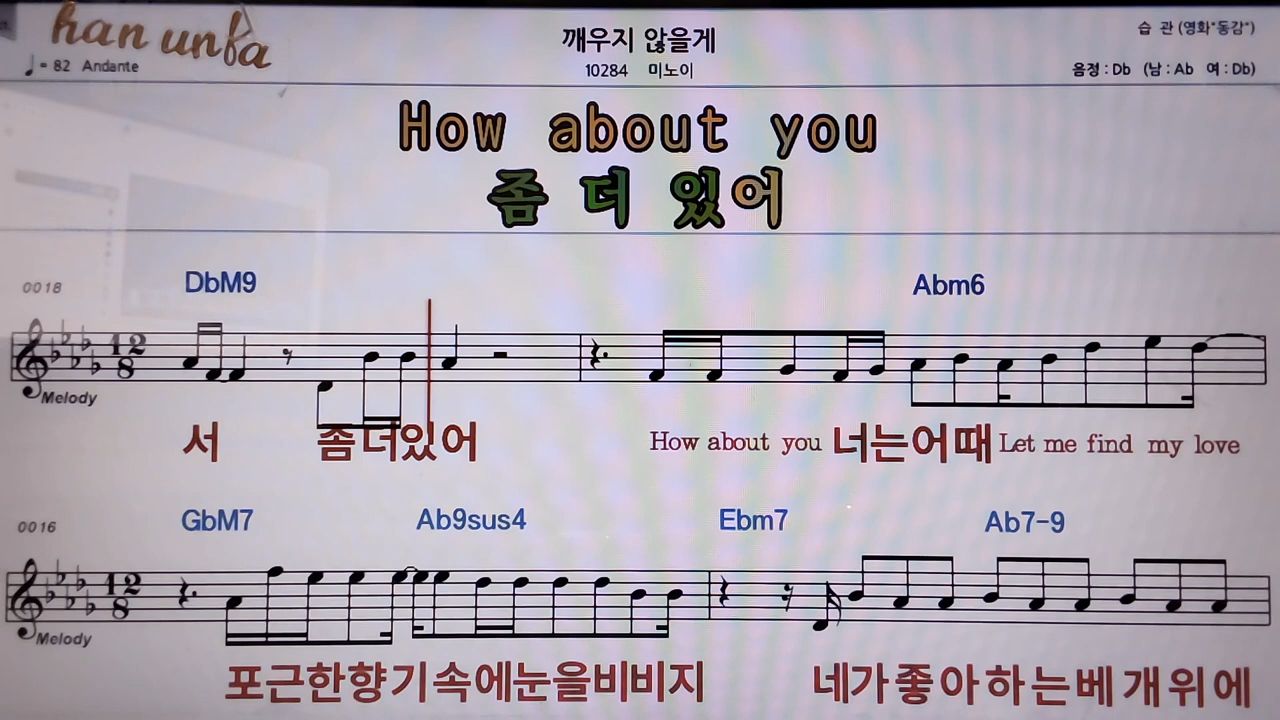 han unfa
깨우지 않을게
습 관 (영화"동감")
♩= 82 Andante
10284 미노이
음정 : Db (남 : Ab 여 : Db)
How about you
좀 더 있어
0018 DbM9 Abm6
12
8
Melody
서 좀더있어 How about you 너는어때 Let me find my love
0016 GbM7 Ab9sus4 Ebm7 Ab7-9
12
8
Melody
포근한향기속에눈을비비지 네가좋아하는베개위에